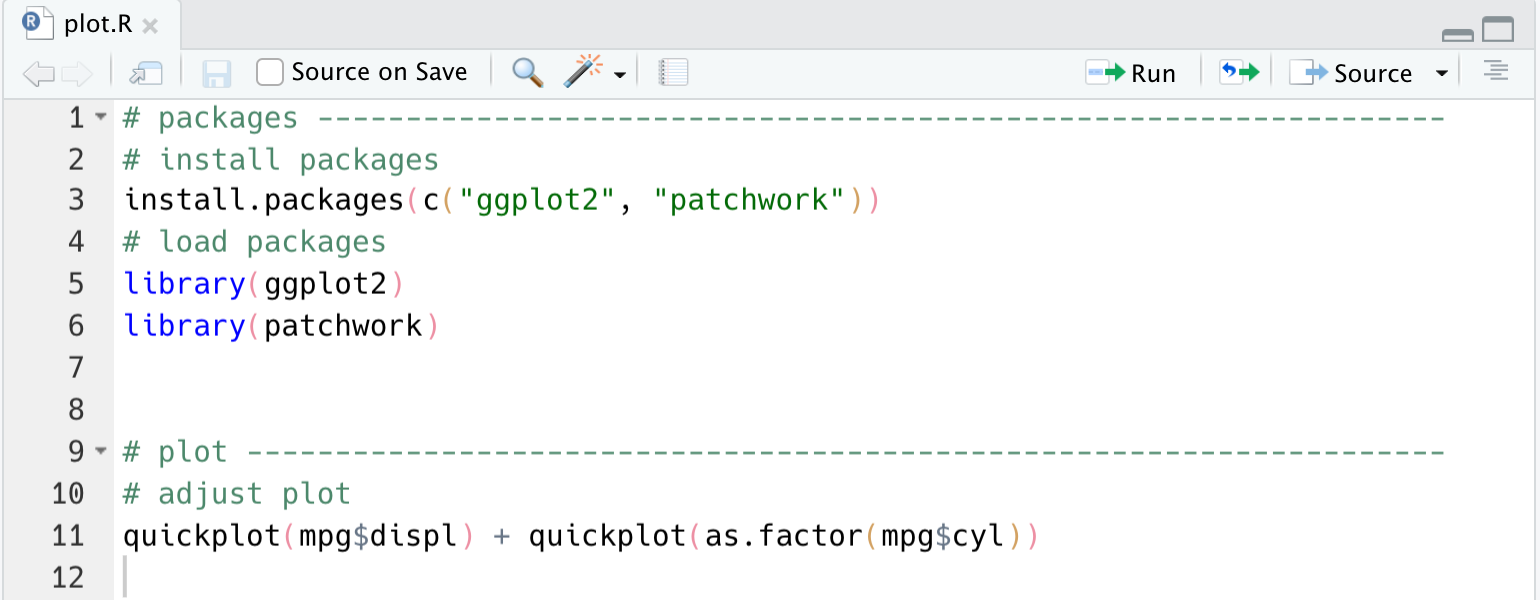 plot.R
Source on Save Run Source
1 # packages ----------------------------------------------------------------
2 # install packages
3 install.packages(c("ggplot2", "patchwork"))
4 # load packages
5 library(ggplot2)
6 library(patchwork)
7
8
9 # plot --------------------------------------------------------------------
10 # adjust plot
11 quickplot(mpg$displ) + quickplot(as.factor(mpg$cyl))
12